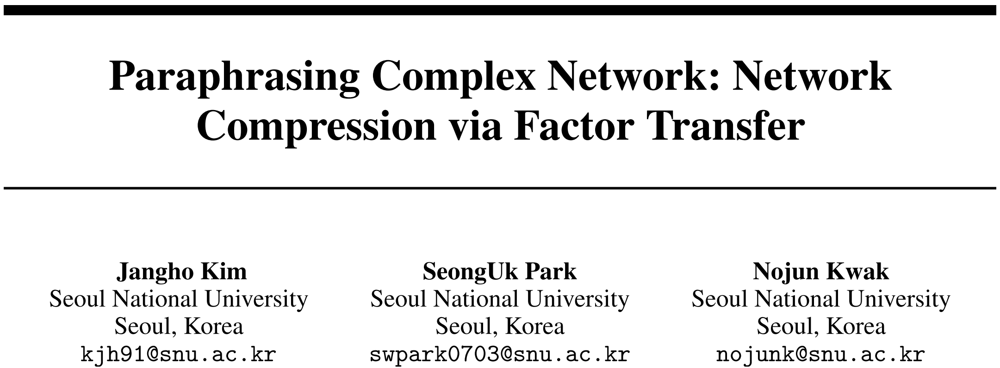 Paraphrasing Complex Network: Network
Compression via Factor Transfer
Jangho Kim
Seoul National University
Seoul, Korea
kjh91@snu.ac.kr
SeongUk Park
Seoul National University
Seoul, Korea
swpark0703@snu.ac.kr
Nojun Kwak
Seoul National University
Seoul, Korea
nojunk@snu.ac.kr